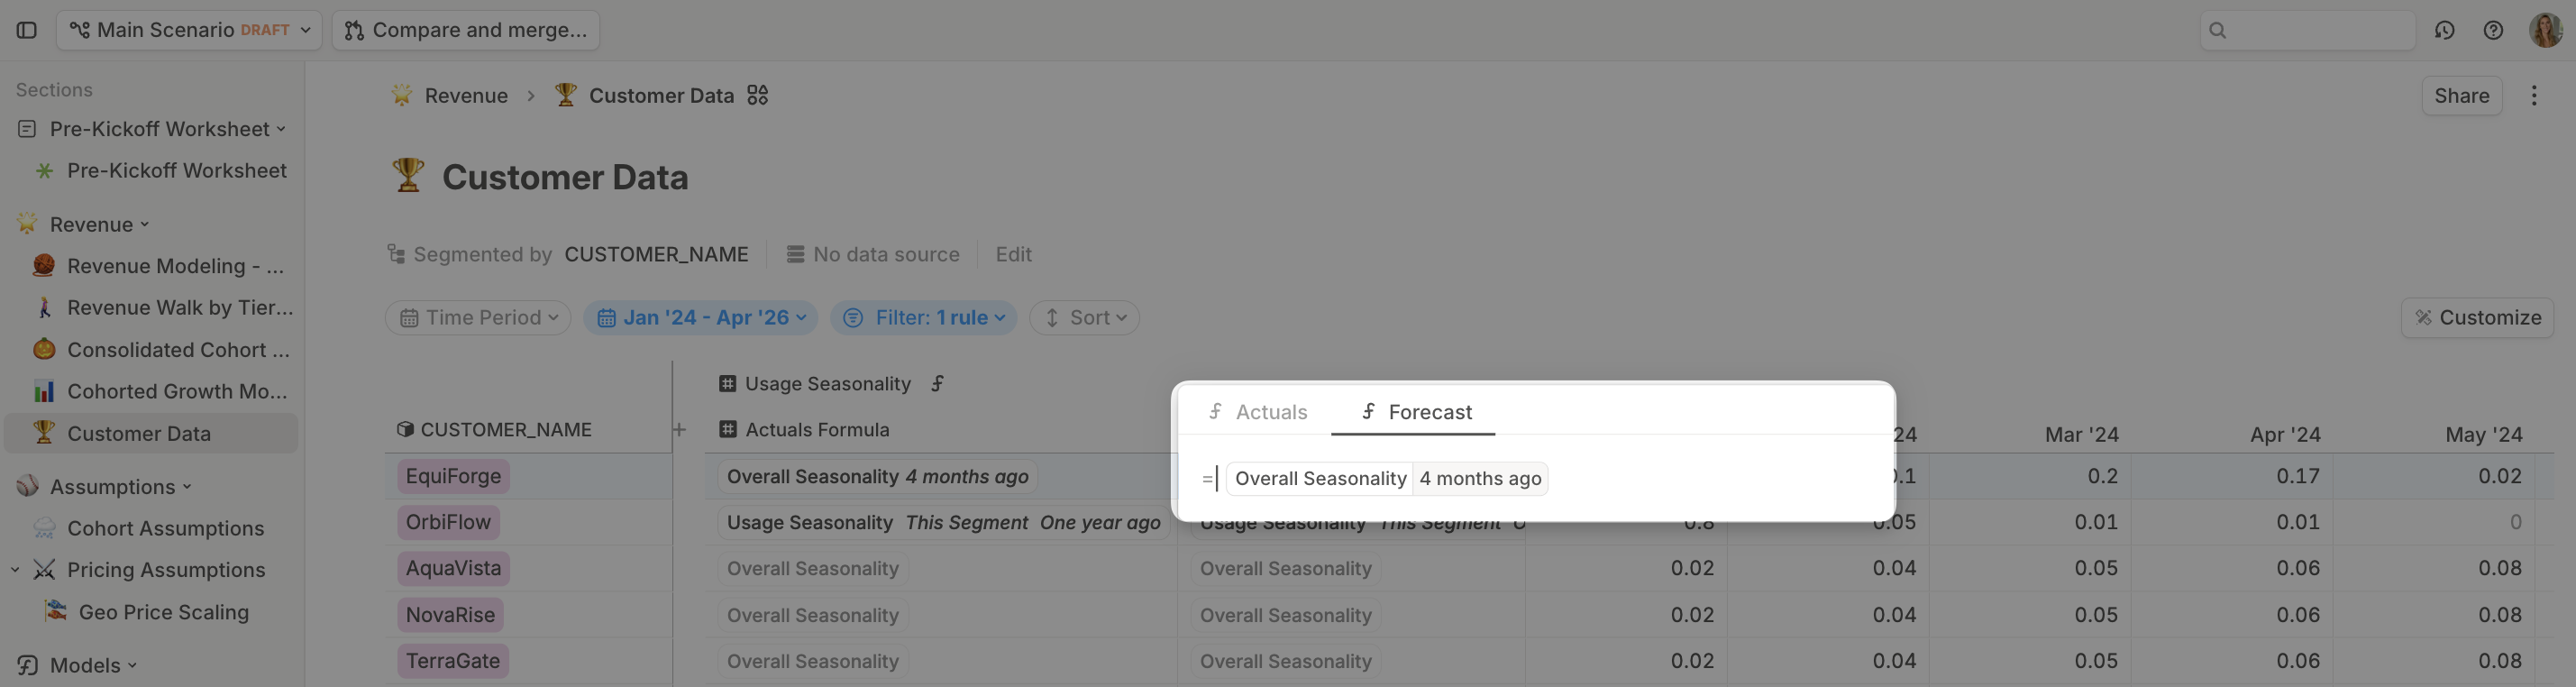 Main Scenario DRAFT
Compare and merge...
Sections
Pre-Kickoff Worksheet
Pre-Kickoff Worksheet
Revenue
Revenue Modeling - ...
Revenue Walk by Tier...
Consolidated Cohort ...
Cohorted Growth Mo...
Customer Data
Assumptions
Cohort Assumptions
Pricing Assumptions
Geo Price Scaling
Models
Revenue > Customer Data
Share
Customer Data
Segmented by CUSTOMER_NAME No data source Edit
Time Period Jan '24 - Apr '26 Filter: 1 rule Sort
Customize
Usage Seasonality
CUSTOMER_NAME + Actuals Formula 24 Mar '24 Apr '24 May '24
Actuals Forecast
= Overall Seasonality 4 months ago
EquiForge Overall Seasonality 4 months ago 0.1 0.2 0.17 0.02
OrbiFlow Usage Seasonality This Segment One year ago Usage Seasonality This Segment 0.8 0.05 0.01 0.01 0
AquaVista Overall Seasonality Overall Seasonality 0.02 0.04 0.05 0.06 0.08
NovaRise Overall Seasonality Overall Seasonality 0.02 0.04 0.05 0.06 0.08
TerraGate Overall Seasonality Overall Seasonality 0.02 0.04 0.05 0.06 0.08